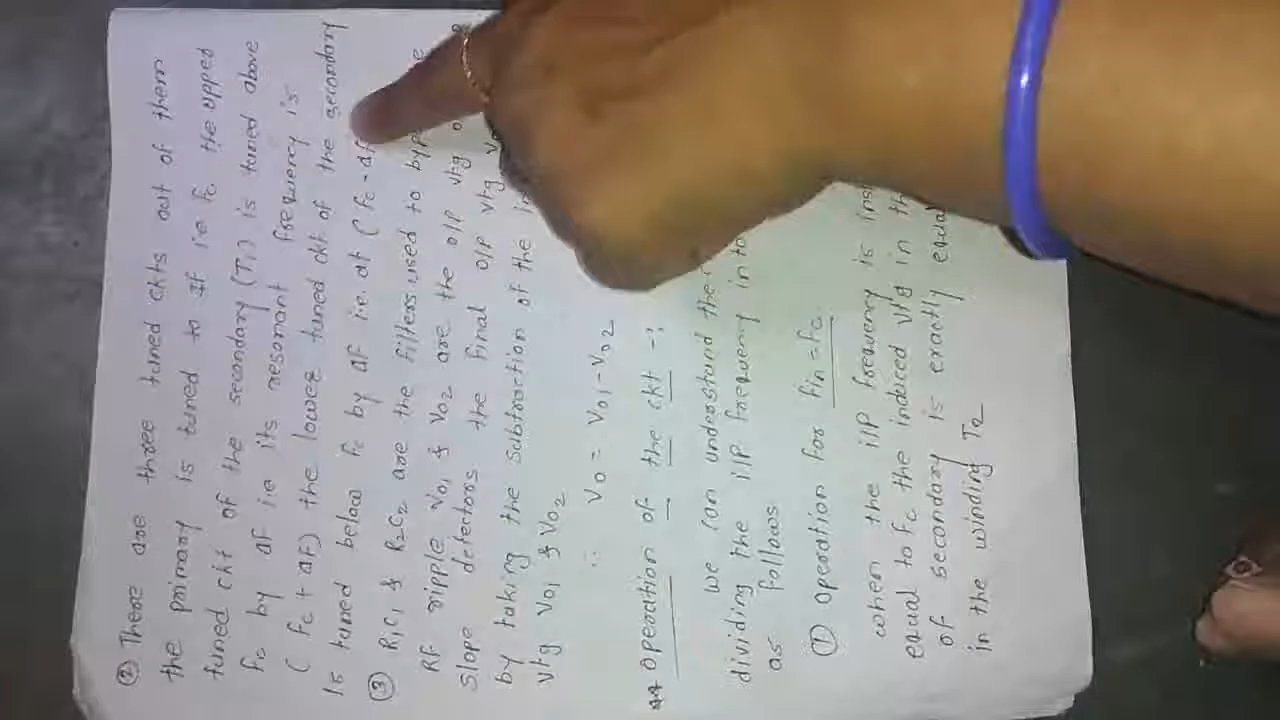 ② There are three tuned ckts out of them
the primary is tuned to IF i.e fc the upped
tuned ckt of the secondary (T1) is tuned above
fc by ΔF i.e its resonant frequency is
( fc + ΔF) the lower tuned ckt of the secondary
is tuned below fc by ΔF i.e. at ( fc - ΔF
③ R1C1 & R2C2 are the filters used to byp
RF ripple Vo1 & Vo2 are the o/p vtg
slope detectors the final o/p vtg
by taking the subtraction of the
vtg Vo1 & Vo2
∴ Vo = Vo1 - Vo2
** operation of the ckt -:
we can understand the
dividing the i/p frequency into
as follows
① operation for fin = fc
when the i/p frequency is
equal to fc the induced vtg in
of secondary is exactly equal
in the winding T2